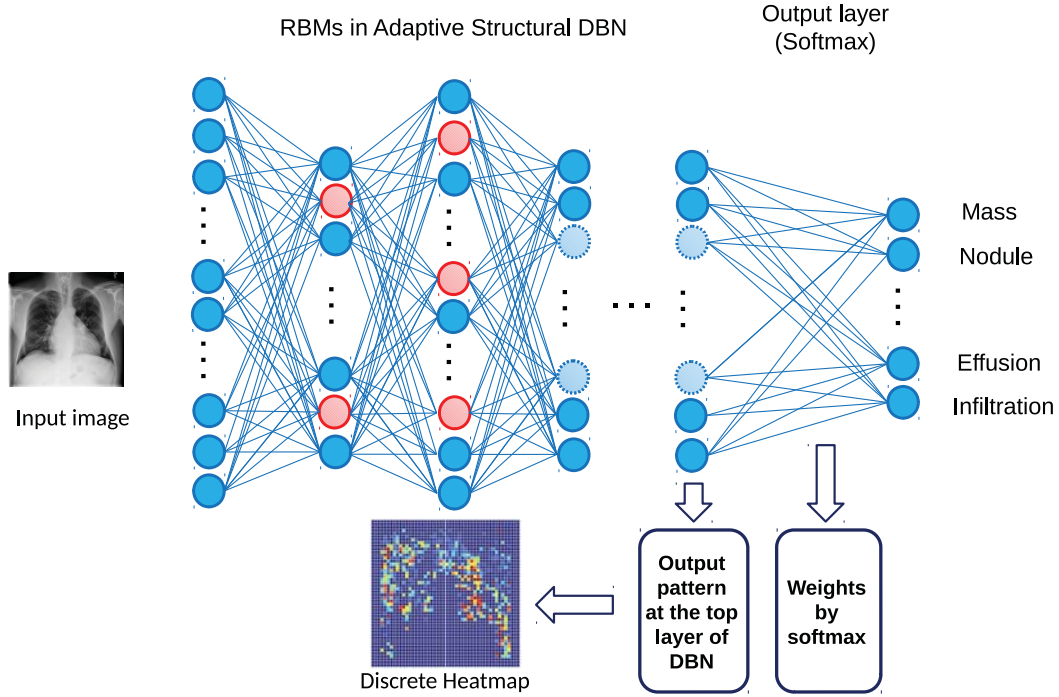 RBMs in Adaptive Structural DBN
Output layer
(Softmax)
Mass
Nodule
Effusion
Infiltration
Input image
Output
pattern
at the top
layer of
DBN
Weights
by
softmax
Discrete Heatmap